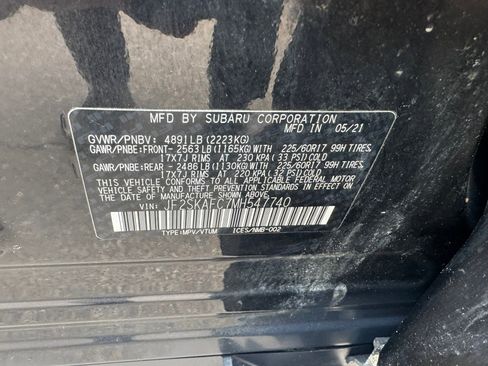 MFD BY SUBARU CORPORATION
MFD IN 05/21
GVWR/PNBV: 4891LB(2223KG)
GAWR/PNBE:FRONT-2563LB(1165KG)WITH 225/60R17 99H TIRES
17X7J RIMS AT 230 KPA(33 PSI)COLD
GAWR/PNBE:REAR -2486LB(1130KG)WITH 225/60R17 99H TIRES
17X7J RIMS AT 220 KPA(32 PSI)COLD
THIS VEHICLE CONFORMS TO ALL APPLICABLE
FEDERAL MOTOR VEHICLE SAFETY AND
THEFT PREVENTION STANDARDS IN EFFECT ON
THE DATE OF MANUFACTURE SHOWN ABOVE.
VIN: JF2SKAEC7MH547740
TYPE:MPV/VTUM ICES/NMB-002